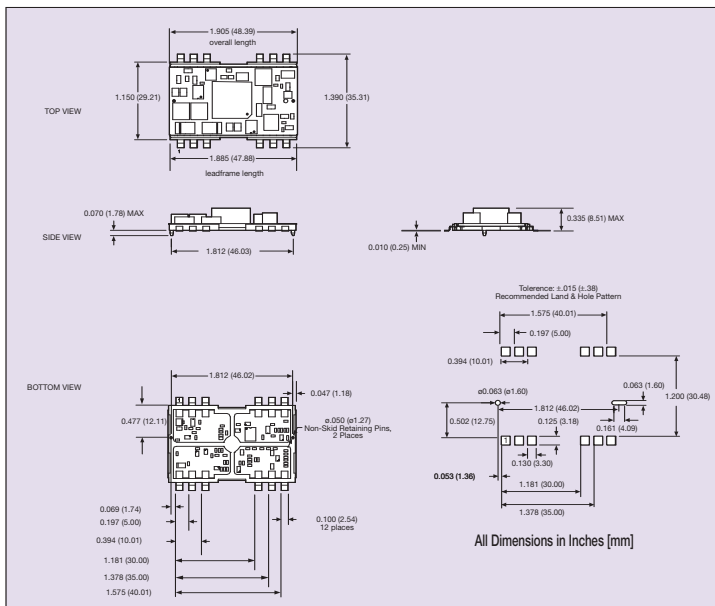 1.905 (48.39)
overall length
1.150 (29.21)
1.390 (35.31)
TOP VIEW
1
1.885 (47.88)
leadframe length
0.070 (1.78) MAX
0.335 (8.51) MAX
SIDE VIEW
0.010 (0.25) MIN
1.812 (46.03)
Tolerence: ±.015 (±.38)
Recommended Land & Hole Pattern
1.575 (40.01)
0.197 (5.00)
0.394 (10.01)
1.812 (46.02)
BOTTOM VIEW
0.047 (1.18)
ø0.063 (ø1.60)
0.063 (1.60)
1.200 (30.48)
1.812 (46.02)
0.477 (12.11)
1
ø.050 (ø1.27)
Non-Skid Retaining Pins,
2 Places
0.502 (12.75)
0.125 (3.18)
0.161 (4.09)
1
0.130 (3.30)
0.053 (1.36)
1.181 (30.00)
1.378 (35.00)
0.069 (1.74)
0.197 (5.00)
0.100 (2.54)
12 places
0.394 (10.01)
1.181 (30.00)
1.378 (35.00)
1.575 (40.01)
All Dimensions in Inches [mm]